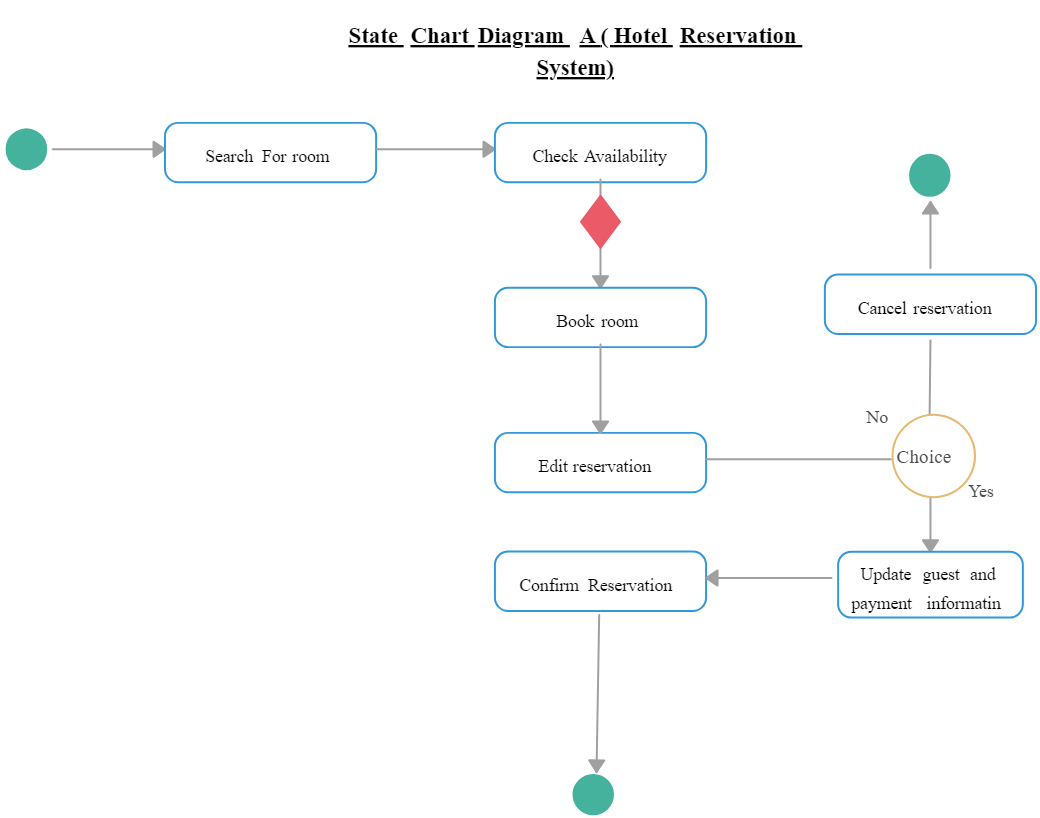 State Chart Diagram A ( Hotel Reservation
System)
Search For room
Check Availability
Book room
Cancel reservation
No
Edit reservation
Choice
Yes
Update guest and
payment informatin
Confirm Reservation